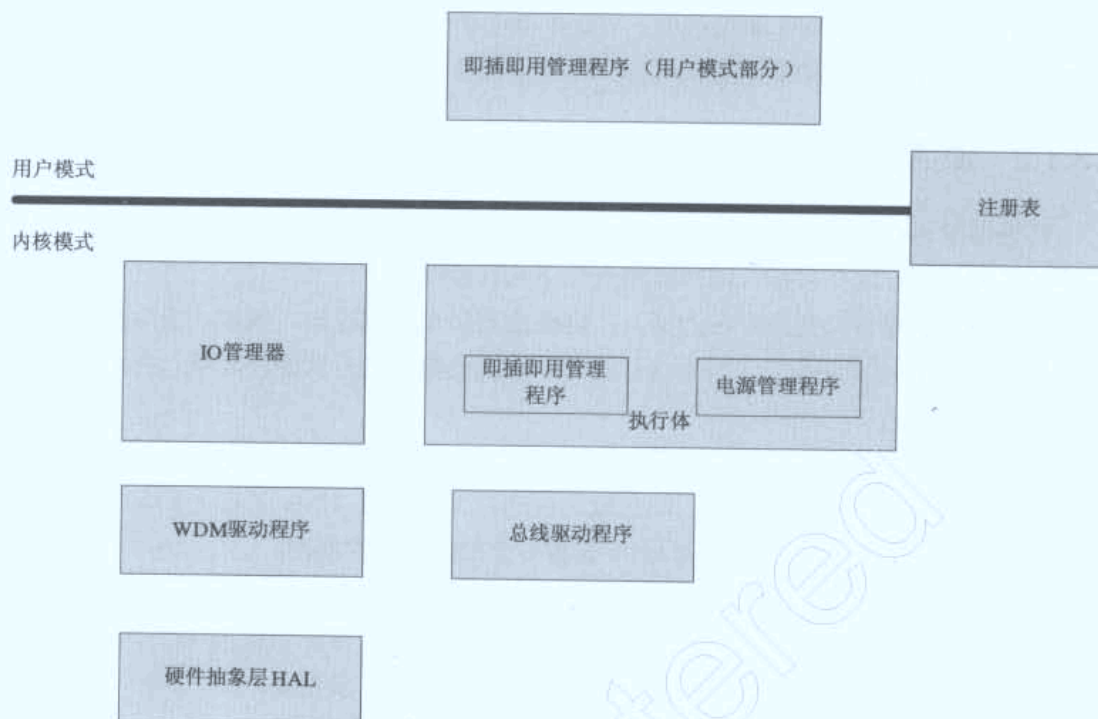 即插即用管理程序（用户模式部分）
用户模式
注册表
内核模式
IO管理器
即插即用管理
程序
电源管理程序
执行体
WDM驱动程序
总线驱动程序
硬件抽象层HAL
tered